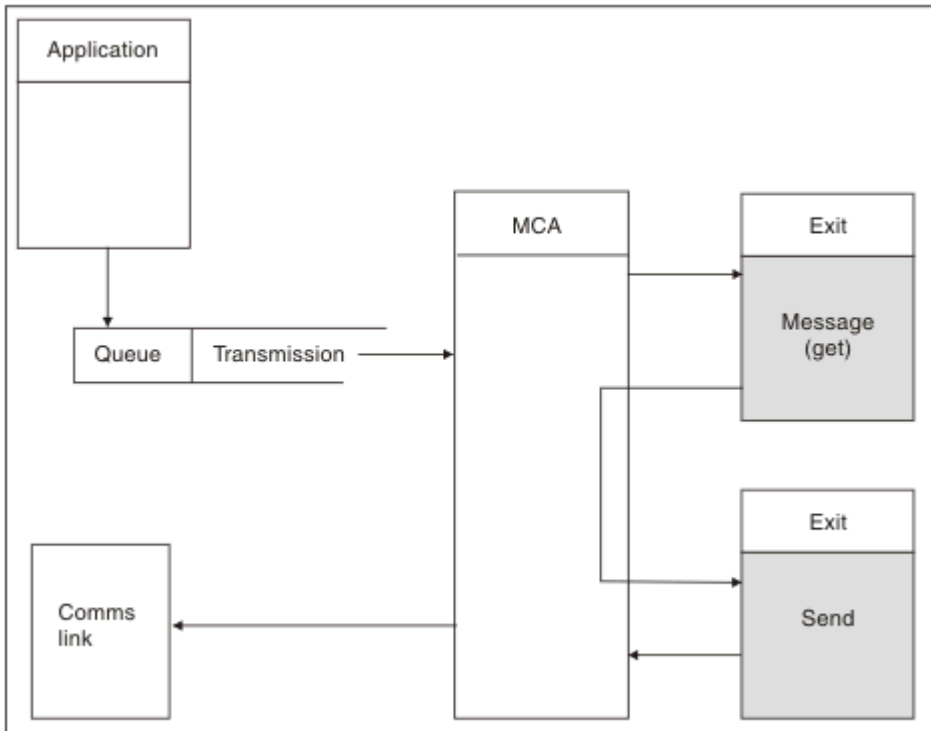 Application
MCA
Exit
Message
(get)
Queue
Transmission
Exit
Comms
link
Send